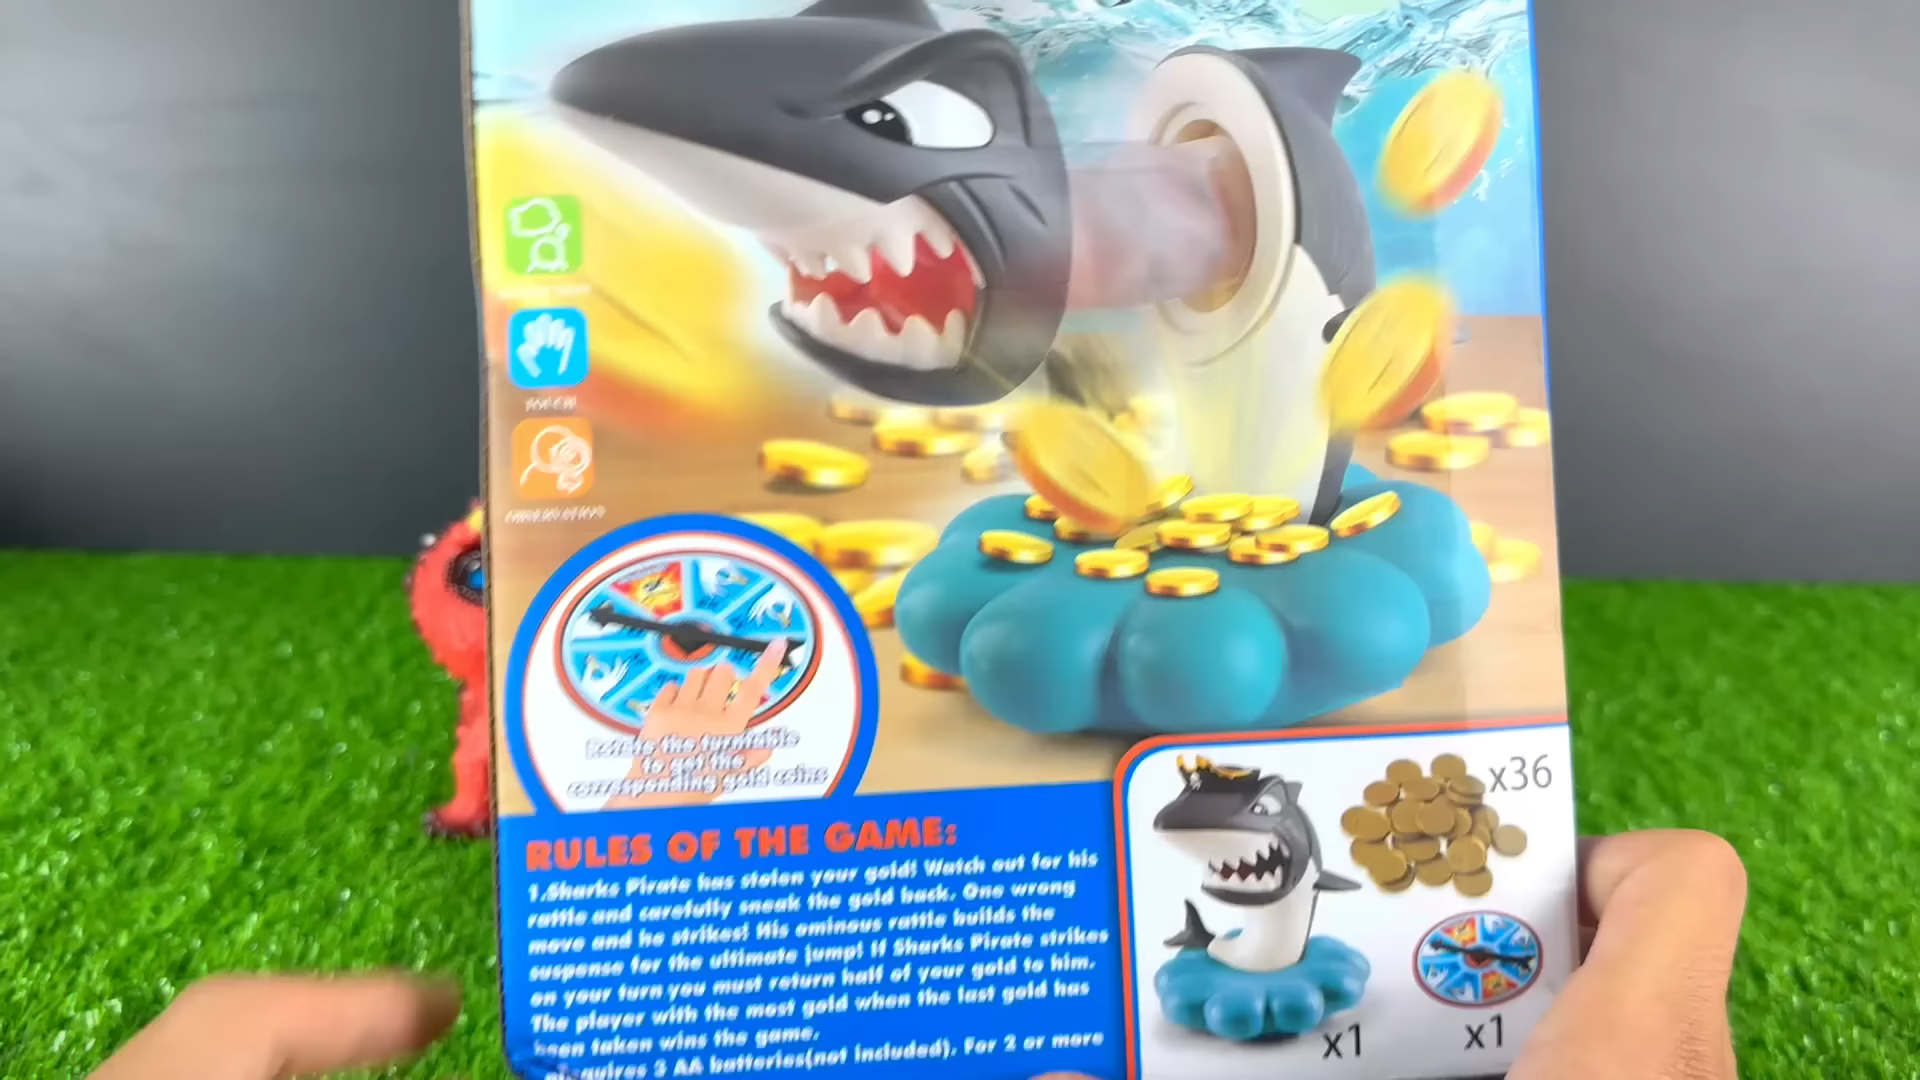 TOUCH
OBSERVATION
Rotate the turntable
to get the
corresponding gold coins
x36
RULES OF THE GAME:
1.Sharks Pirate has stolen your gold! Watch out for his
rattle and carefully sneak the gold back. One wrong
move and he strikes! His ominous rattle builds the
suspense for the ultimate jump! If Sharks Pirate strikes
on your turn you must return half of your gold to him.
The player with the most gold when the last gold has
been taken wins the game.
requires 3 AA batteries(not included). For 2 or more
x1
x1